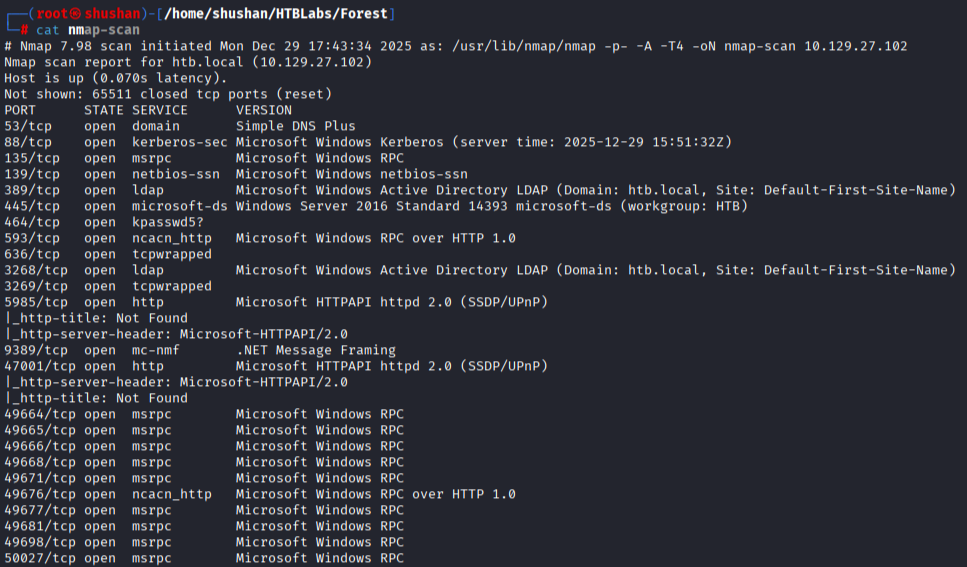 ┌──(root㉿shushan)-[/home/shushan/HTBLabs/Forest]
└─# cat nmap-scan
# Nmap 7.98 scan initiated Mon Dec 29 17:43:34 2025 as: /usr/lib/nmap/nmap -p- -A -T4 -oN nmap-scan 10.129.27.102
Nmap scan report for htb.local (10.129.27.102)
Host is up (0.070s latency).
Not shown: 65511 closed tcp ports (reset)
PORT      STATE SERVICE      VERSION
53/tcp    open  domain       Simple DNS Plus
88/tcp    open  kerberos-sec Microsoft Windows Kerberos (server time: 2025-12-29 15:51:32Z)
135/tcp   open  msrpc        Microsoft Windows RPC
139/tcp   open  netbios-ssn  Microsoft Windows netbios-ssn
389/tcp   open  ldap         Microsoft Windows Active Directory LDAP (Domain: htb.local, Site: Default-First-Site-Name)
445/tcp   open  microsoft-ds Windows Server 2016 Standard 14393 microsoft-ds (workgroup: HTB)
464/tcp   open  kpasswd5?
593/tcp   open  ncacn_http   Microsoft Windows RPC over HTTP 1.0
636/tcp   open  tcpwrapped
3268/tcp  open  ldap         Microsoft Windows Active Directory LDAP (Domain: htb.local, Site: Default-First-Site-Name)
3269/tcp  open  tcpwrapped
5985/tcp  open  http         Microsoft HTTPAPI httpd 2.0 (SSDP/UPnP)
|_http-title: Not Found
|_http-server-header: Microsoft-HTTPAPI/2.0
9389/tcp  open  mc-nmf       .NET Message Framing
47001/tcp open  http         Microsoft HTTPAPI httpd 2.0 (SSDP/UPnP)
|_http-server-header: Microsoft-HTTPAPI/2.0
|_http-title: Not Found
49664/tcp open  msrpc        Microsoft Windows RPC
49665/tcp open  msrpc        Microsoft Windows RPC
49666/tcp open  msrpc        Microsoft Windows RPC
49668/tcp open  msrpc        Microsoft Windows RPC
49671/tcp open  msrpc        Microsoft Windows RPC
49676/tcp open  ncacn_http   Microsoft Windows RPC over HTTP 1.0
49677/tcp open  msrpc        Microsoft Windows RPC
49681/tcp open  msrpc        Microsoft Windows RPC
49698/tcp open  msrpc        Microsoft Windows RPC
50027/tcp open  msrpc        Microsoft Windows RPC